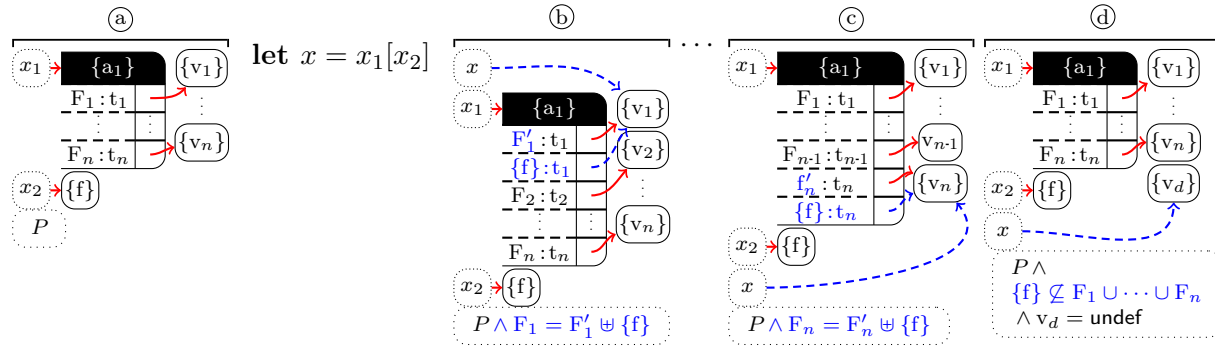 ⓐ
x₁ {a₁} {v₁}
F₁ : t₁
⋮ ⋮ ⋮
Fₙ : tₙ {vₙ}
x₂ {f}
P
let x = x₁[x₂]
ⓑ
x
x₁ {a₁} {v₁}
F′₁ : t₁ {v₂}
{f} : t₁
F₂ : t₂ ⋮
⋮ ⋮
Fₙ : tₙ {vₙ}
x₂ {f}
P ∧ F₁ = F′₁ ⊎ {f}
...
ⓒ
x₁ {a₁} {v₁}
F₁ : t₁
⋮ ⋮ ⋮
Fₙ₋₁ : tₙ₋₁ vₙ₋₁
f′ₙ : tₙ {vₙ}
{f} : tₙ
x₂ {f}
x
P ∧ Fₙ = F′ₙ ⊎ {f}
ⓓ
x₁ {a₁} {v₁}
F₁ : t₁
⋮ ⋮ ⋮
Fₙ : tₙ {vₙ}
x₂ {f} {v_d}
x
P ∧
{f} ⊈ F₁ ∪ ⋯ ∪ Fₙ
∧ v_d = undef